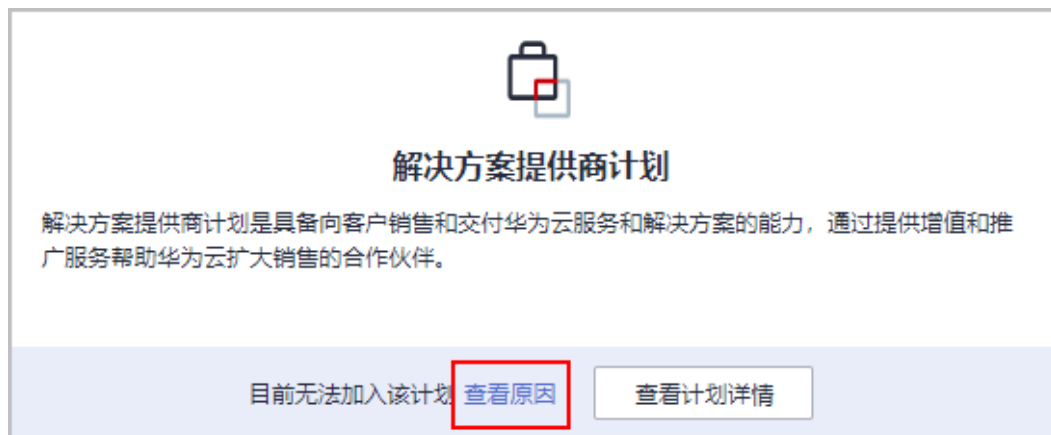 解决方案提供商计划
解决方案提供商计划是具备向客户销售和交付华为云服务和解决方案的能力，通过提供增值和推
广服务帮助华为云扩大销售的合作伙伴。
目前无法加入该计划 查看原因 查看计划详情